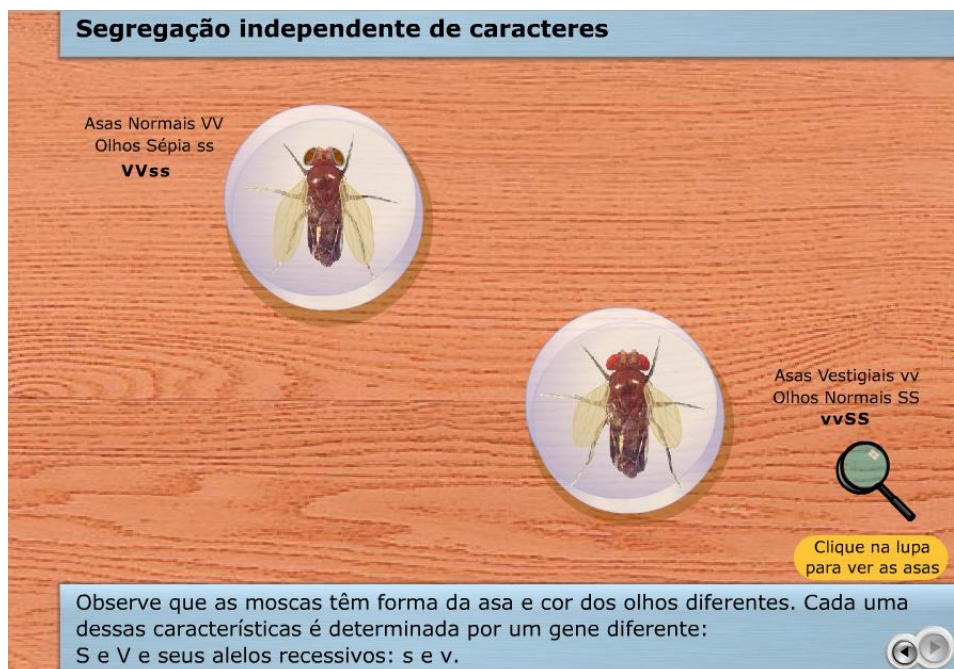 Segregação independente de caracteres
Asas Normais VV
Olhos Sépia ss
VVss
Asas Vestigiais vv
Olhos Normais SS
vvSS
Clique na lupa
para ver as asas
Observe que as moscas têm forma da asa e cor dos olhos diferentes. Cada uma
dessas características é determinada por um gene diferente:
S e V e seus alelos recessivos: s e v.